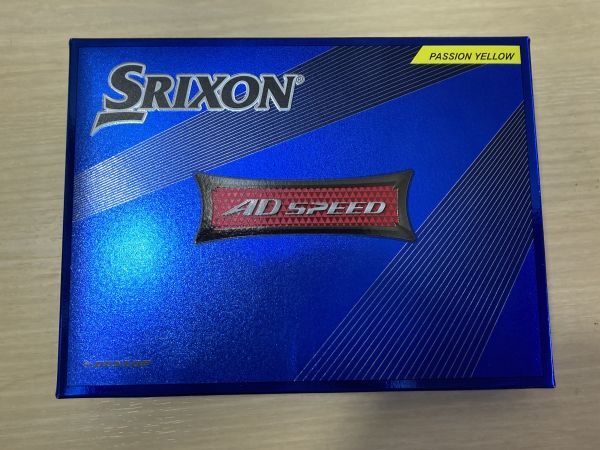 PASSION YELLOW
SRIXON®
AD SPEED